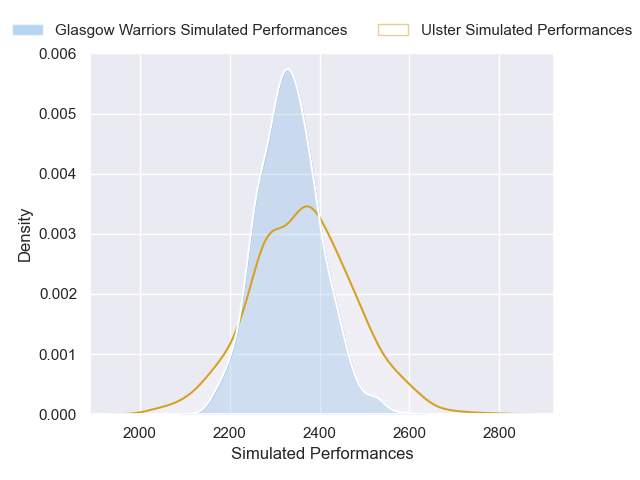 Glasgow Warriors Simulated Performances Ulster Simulated Performances
0.006
0.005
0.004
0.003
0.002
0.001
0.000
Density
2000 2200 2400 2600 2800
Simulated Performances